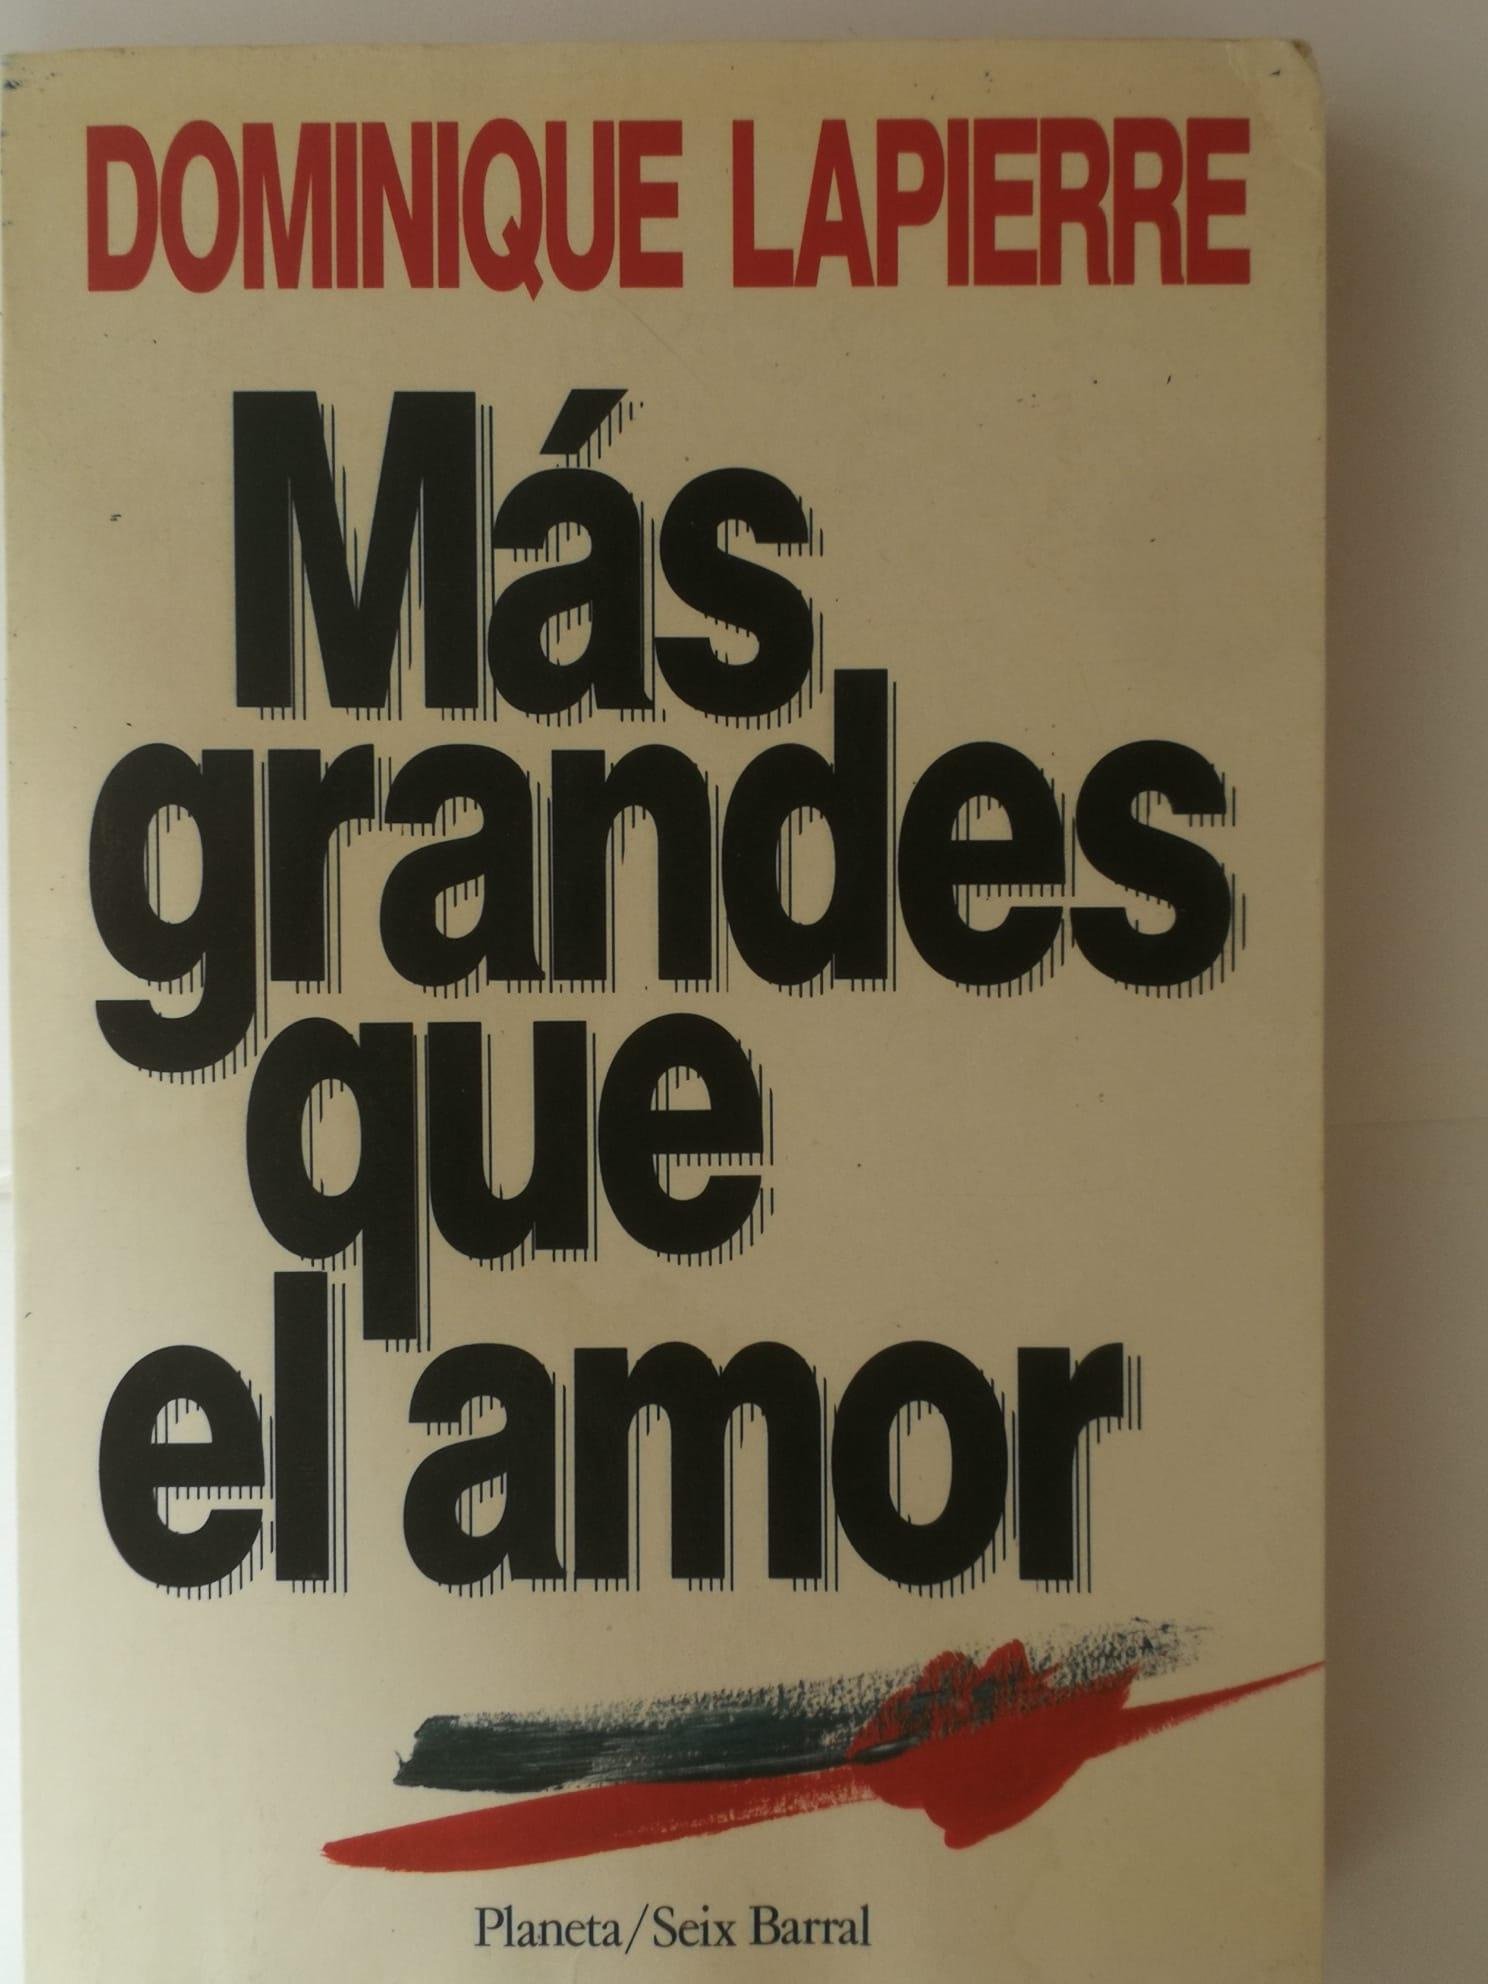 DOMINIQUE LAPIERRE
Más
grandes
que
el amor
Planeta/Seix Barral